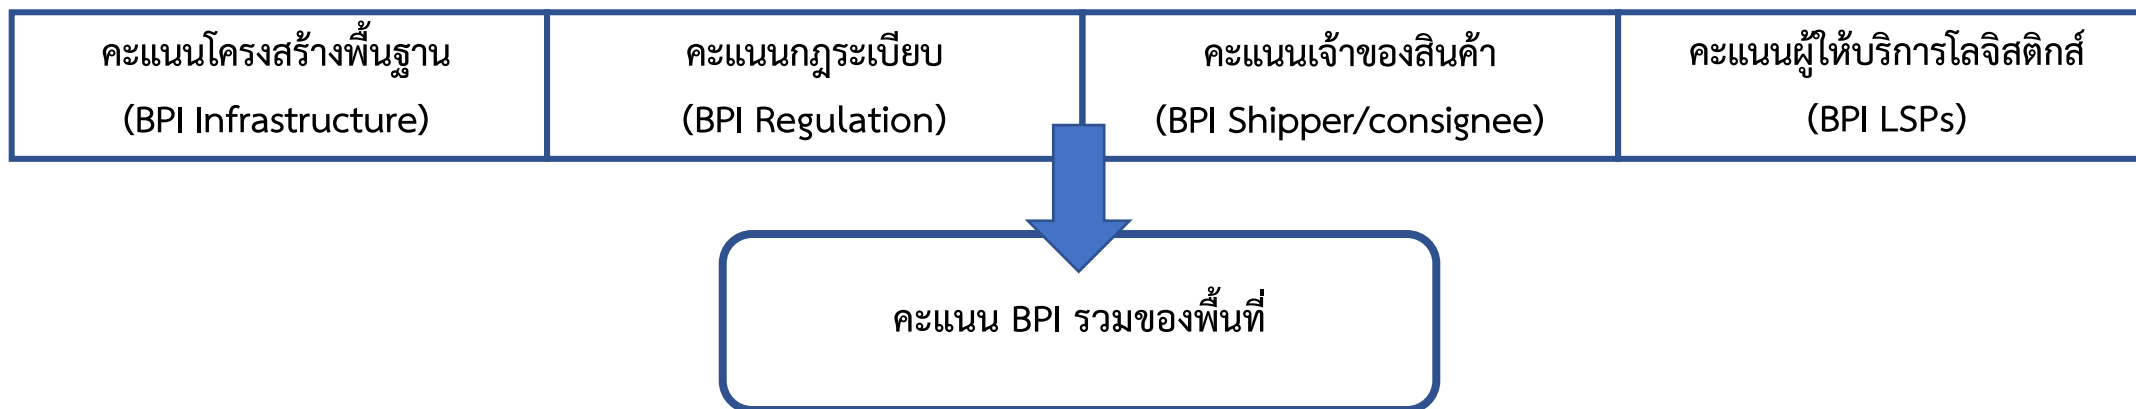 คะแนนโครงสร้างพื้นฐาน
(BPI Infrastructure)
คะแนนกฎระเบียบ
(BPI Regulation)
คะแนนเจ้าของสินค้า
(BPI Shipper/consignee)
คะแนนผู้ให้บริการโลจิสติกส์
(BPI LSPs)
คะแนน BPI รวมของพื้นที่